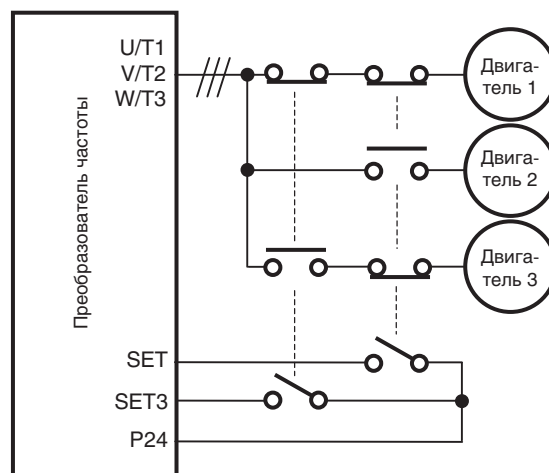 Преобразователь частоты
U/T1
V/T2
W/T3
Двига-
тель 1
Двига-
тель 2
Двига-
тель 3
SET
SET3
P24